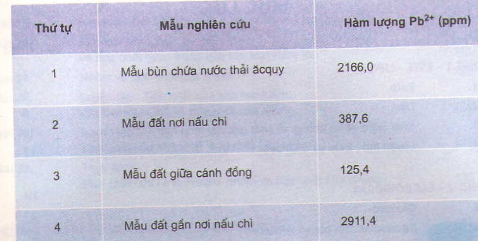 Thứ tự Mẫu nghiên cứu Hàm lượng Pb²⁺ (ppm)
1 Mẫu bùn chứa nước thải ăcquy 2166,0
2 Mẫu đất nơi nấu chì 387,6
3 Mẫu đất giữa cánh đồng 125,4
4 Mẫu đất gần nơi nấu chì 2911,4